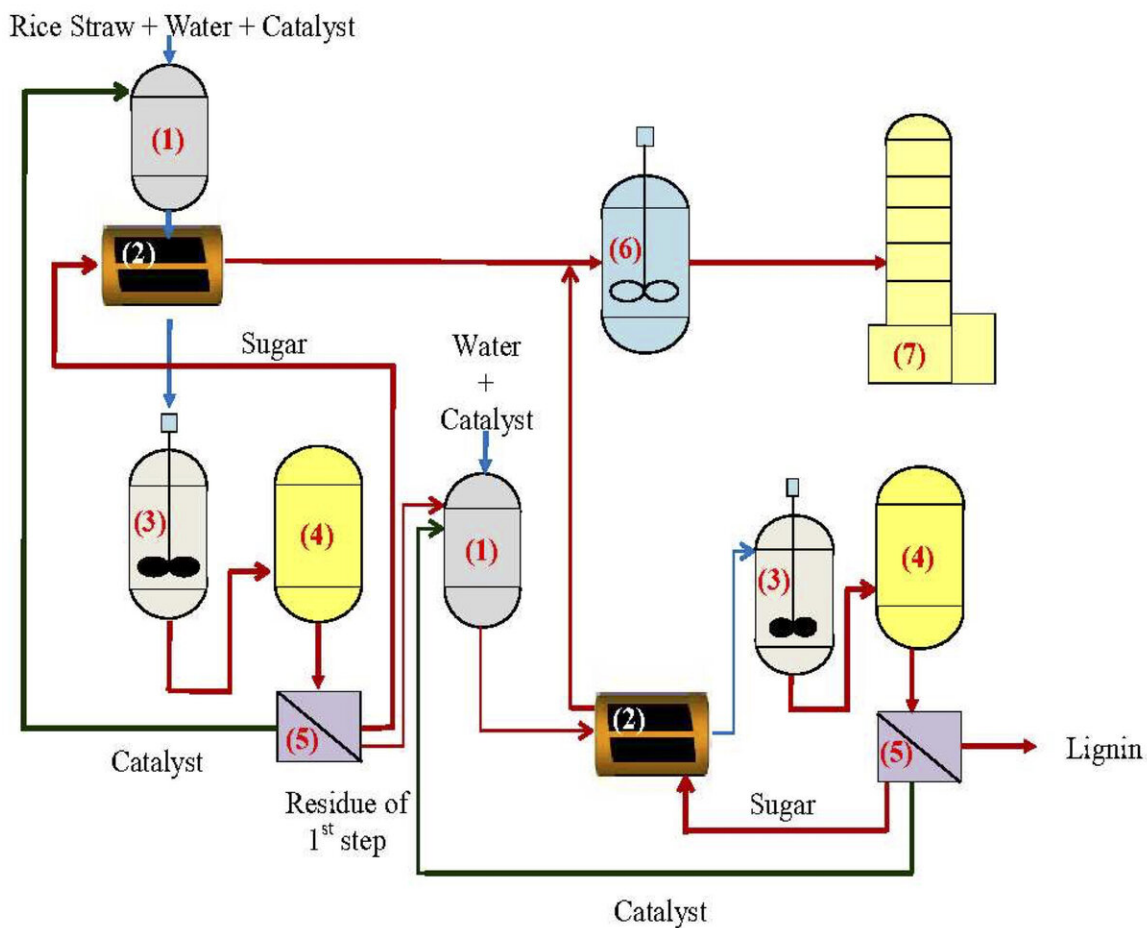 Rice Straw + Water + Catalyst
(1)
(2)
(6)
(7)
Sugar
Water
+
Catalyst
(3)
(4)
(1)
(3)
(4)
(5)
(2)
(5)
Lignin
Catalyst
Residue of
1st step
Sugar
Catalyst